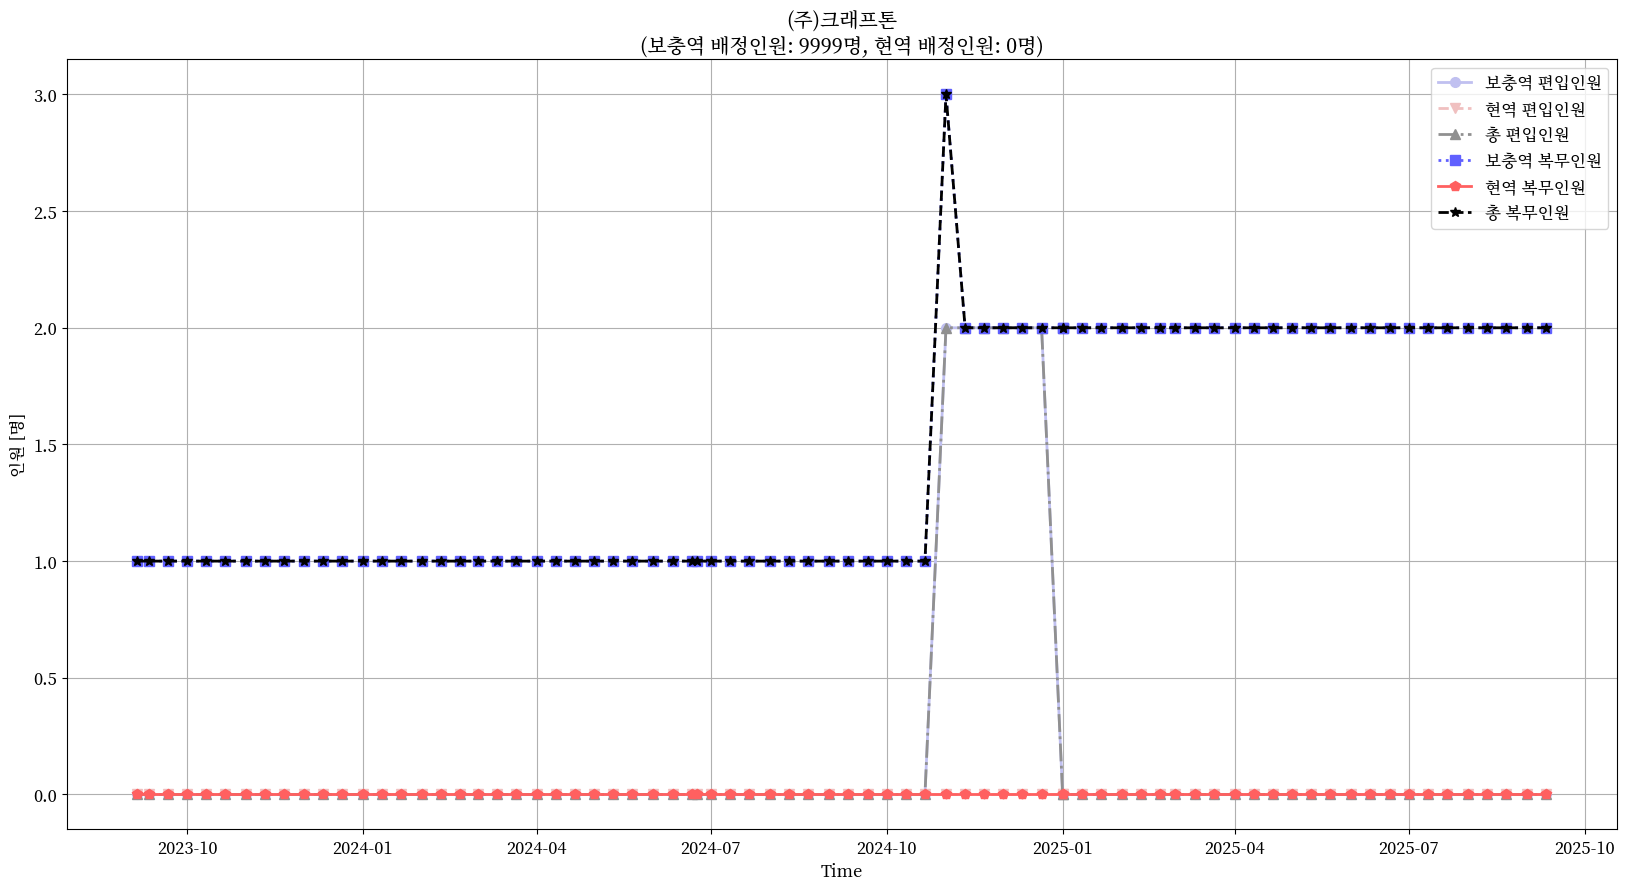 (주)크래프톤
(보충역 배정인원: 9999명, 현역 배정인원: 0명)
보충역 편입인원
현역 편입인원
총 편입인원
보충역 복무인원
현역 복무인원
총 복무인원
인원 [명]
3.0
2.5
2.0
1.5
1.0
0.5
0.0
2023-10
2024-01
2024-04
2024-07
2024-10
2025-01
2025-04
2025-07
2025-10
Time